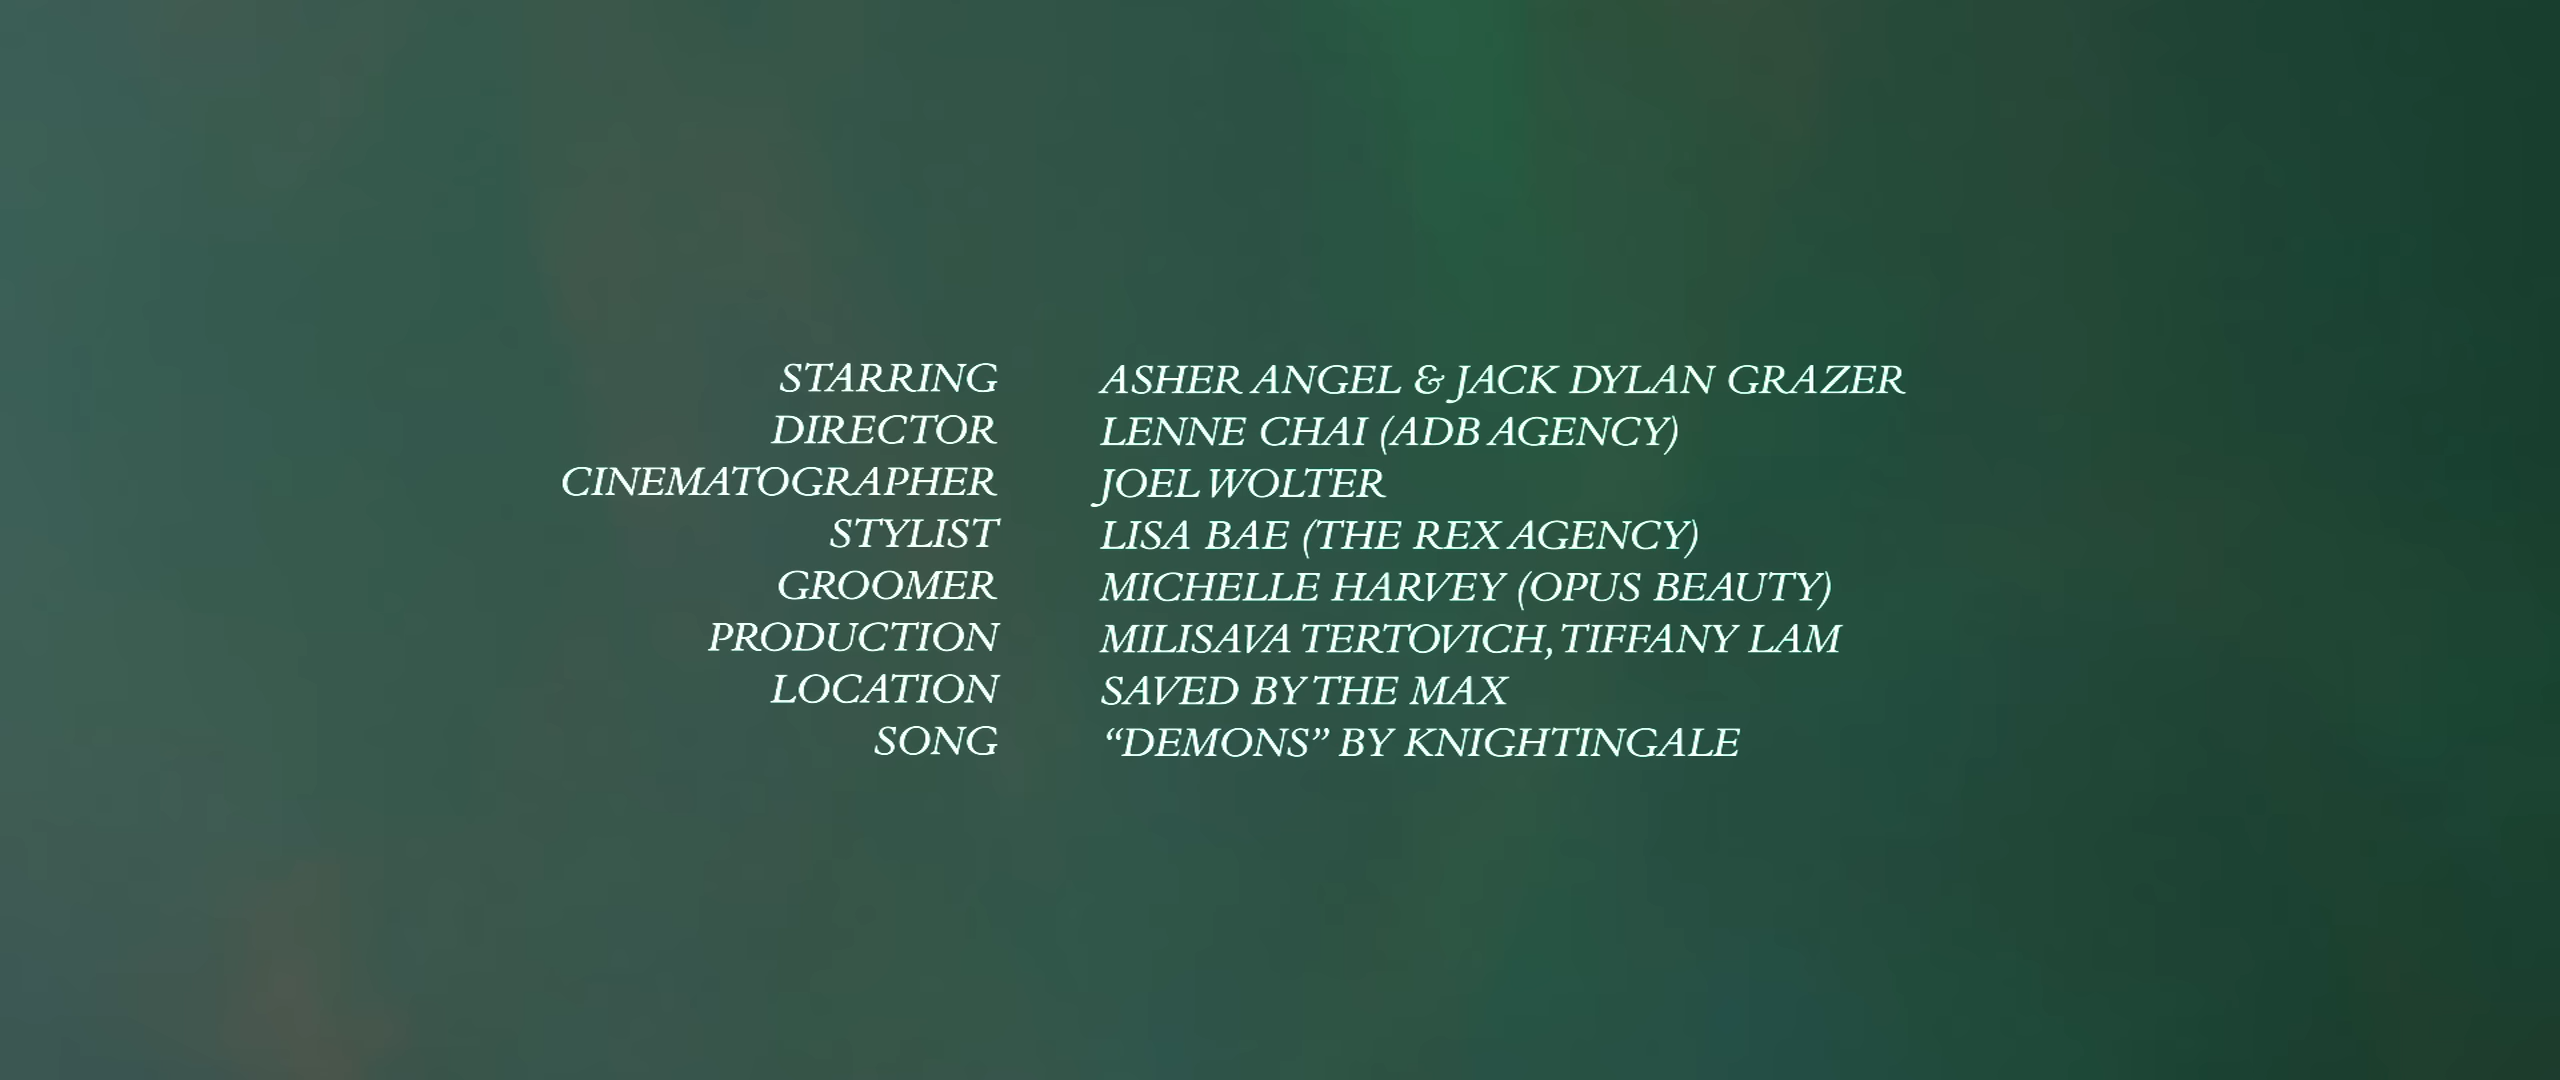 STARRING ASHER ANGEL & JACK DYLAN GRAZER
DIRECTOR LENNE CHAI (ADB AGENCY)
CINEMATOGRAPHER JOEL WOLTER
STYLIST LISA BAE (THE REX AGENCY)
GROOMER MICHELLE HARVEY (OPUS BEAUTY)
PRODUCTION MILISAVA TERTOVICH, TIFFANY LAM
LOCATION SAVED BY THE MAX
SONG “DEMONS” BY KNIGHTINGALE